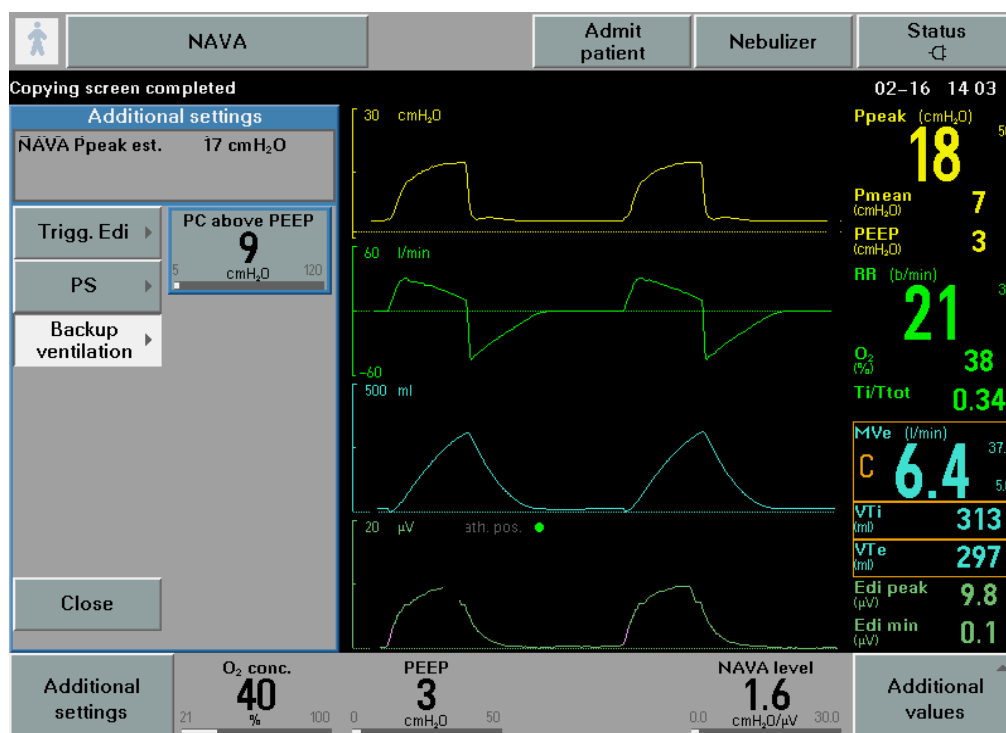 NAVA
Admit
patient
Nebulizer
Status
Copying screen completed
02-16 14 03
Additional settings
NAVA Ppeak est. 17 cmH₂O
Trigg. Edi
PS
Backup
ventilation
PC above PEEP
9
5 cmH₂O 120
Close
30 cmH₂O
60 l/min
-60
500 ml
20 µV
ath. pos.
Ppeak (cmH₂O)
18
Pmean
(cmH₂O) 7
PEEP
(cmH₂O) 3
RR (b/min)
21
O₂
(%) 38
Ti/Ttot 0.34
MVe (l/min)
37.
C 6.4
5.0
VTi
(ml) 313
VTe
(ml) 297
Edi peak
(µV) 9.8
Edi min
(µV) 0.1
Additional
settings
O₂ conc.
40
21 % 100
PEEP
3
0 cmH₂O 50
NAVA level
1.6
0.0 cmH₂O/µV 30.0
Additional
values